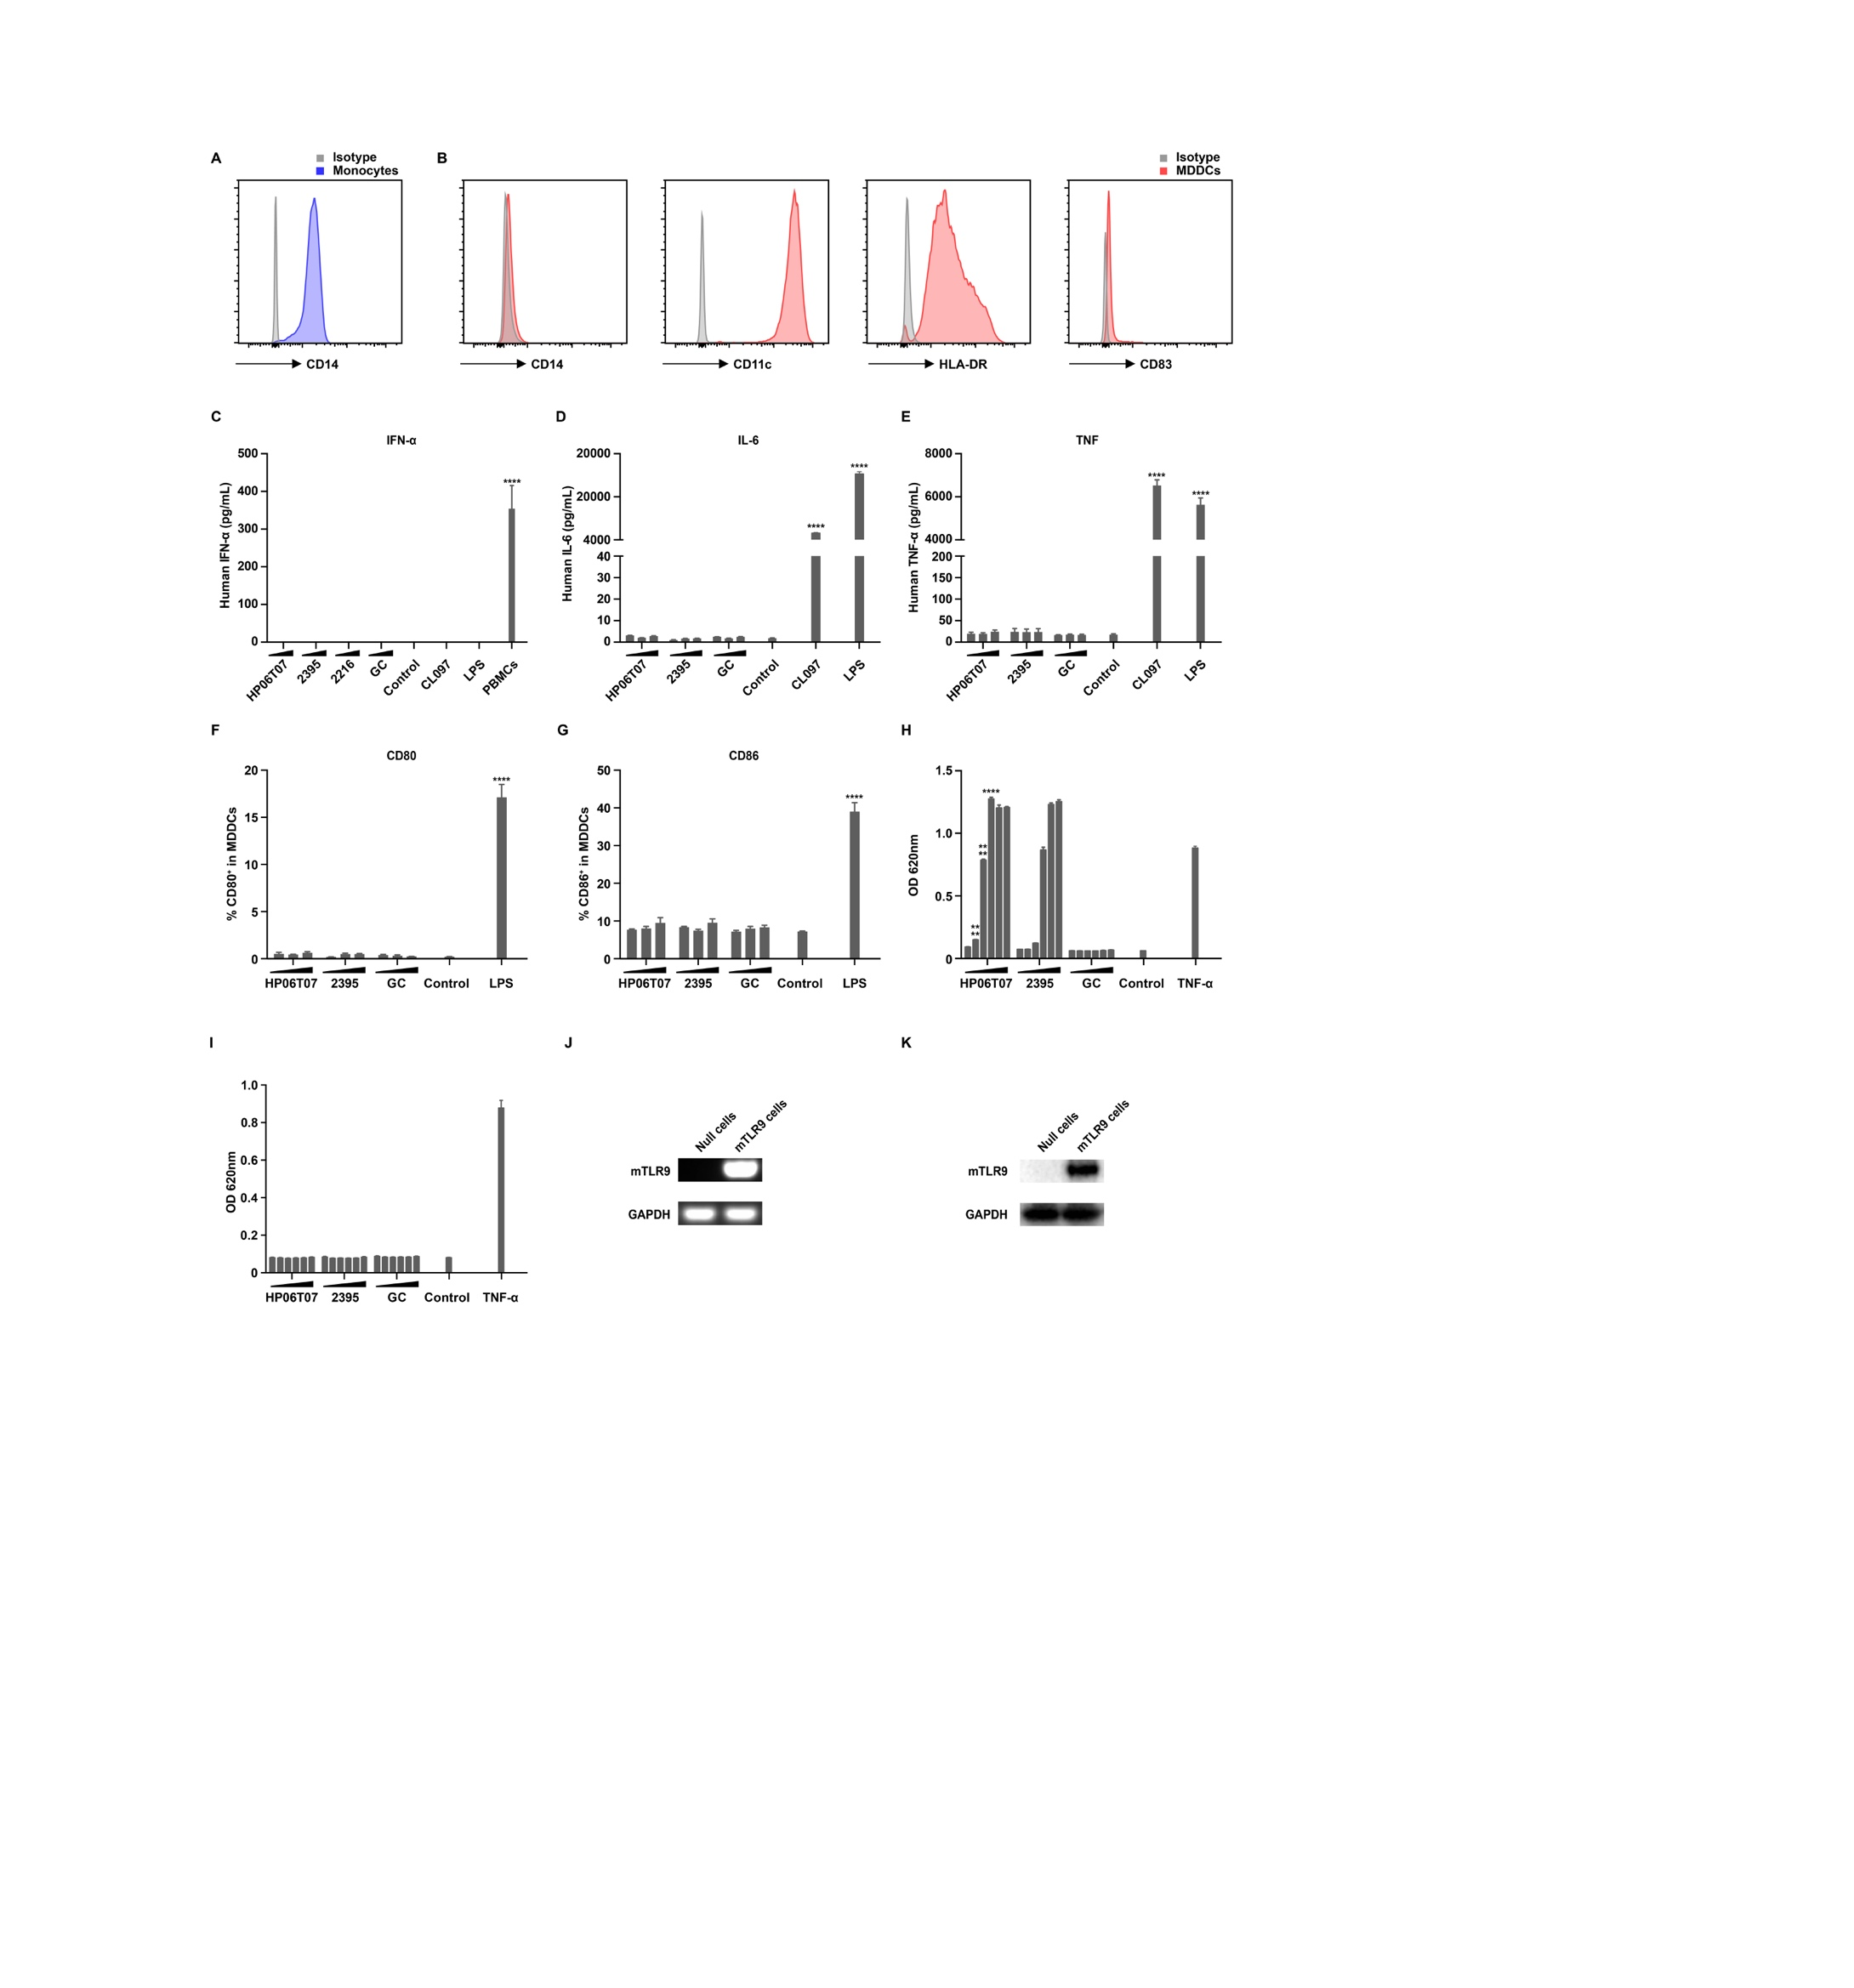 A
Isotype
Monocytes
CD14
B
Isotype
MDDCs
CD14
CD11c
HLA-DR
CD83
C
IFN-α
Human IFN-α (pg/mL)
500
400
300
200
100
0
****
HP06T07
2395
2216
GC
Control
CL097
LPS
PBMCs
D
IL-6
Human IL-6 (pg/mL)
20000
20000
4000
40
30
20
10
0
****
****
HP06T07
2395
GC
Control
CL097
LPS
E
TNF
Human TNF-α (pg/mL)
8000
6000
4000
200
150
100
50
0
****
****
HP06T07
2395
GC
Control
CL097
LPS
F
CD80
% CD80⁺ in MDDCs
20
15
10
5
0
****
HP06T07 2395 GC Control LPS
G
CD86
% CD86⁺ in MDDCs
50
40
30
20
10
0
****
HP06T07 2395 GC Control LPS
H
OD 620nm
1.5
1.0
0.5
0
****
**
**
**
**
HP06T07 2395 GC Control TNF-α
I
OD 620nm
1.0
0.8
0.6
0.4
0.2
0
HP06T07 2395 GC Control TNF-α
J
Null cells
mTLR9 cells
mTLR9
GAPDH
K
Null cells
mTLR9 cells
mTLR9
GAPDH